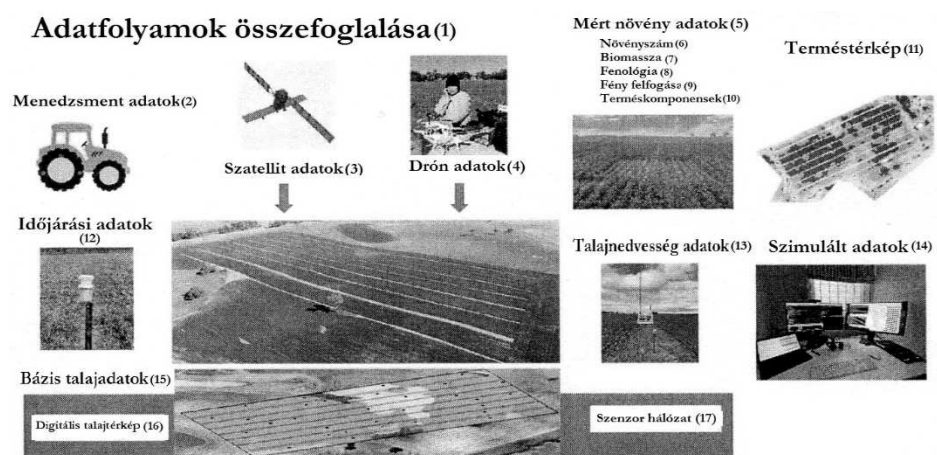 Adatfolyamok összefoglalása (1)
Menedzsment adatok (2)
Szatellit adatok (3)
Drón adatok (4)
Mért növény adatok (5)
Növényszám (6)
Biomassza (7)
Fenológia (8)
Fény felfogása (9)
Terméskomponensek (10)
Terméstérkép (11)
Időjárási adatok
(12)
Talajnedvesség adatok (13)
Szimulált adatok (14)
Bázis talajadatok (15)
Digitális talajtérkép (16)
Szenzor hálózat (17)